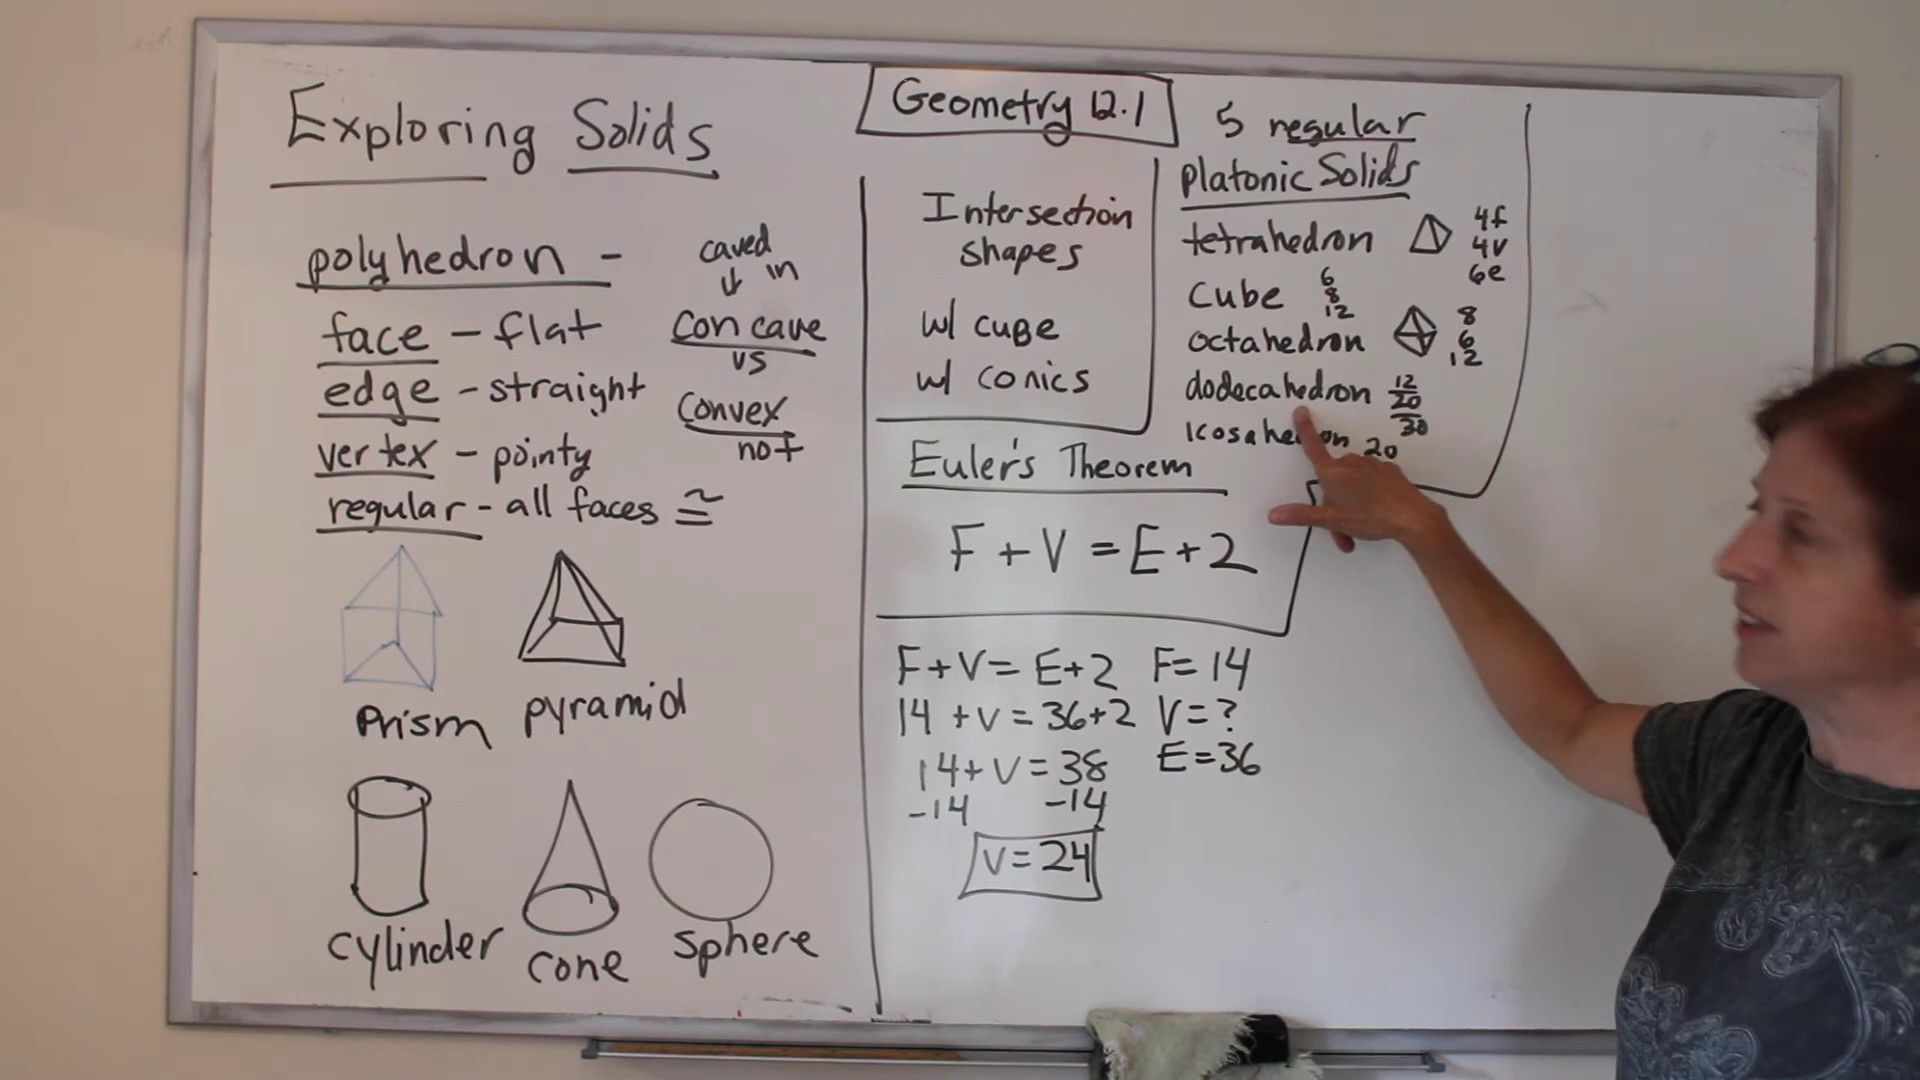 Exploring Solids
polyhedron -
face - flat
edge - straight
vertex - pointy
regular - all faces ≅
caved
↓ in
concave
vs
convex
not
Prism
pyramid
cylinder
cone
sphere
Geometry 12.1
Intersection
shapes
w/ cube
w/ conics
5 regular
Platonic Solids
tetrahedron 4f
4v
6e
Cube 6
8
12
octahedron 8
6
12
dodecahedron 12
20
30
20
Euler's Theorem
F + V = E + 2
F + V = E + 2 F = 14
14 + V = 36 + 2 V = ?
14 + V = 38 E = 36
-14 -14
V = 24